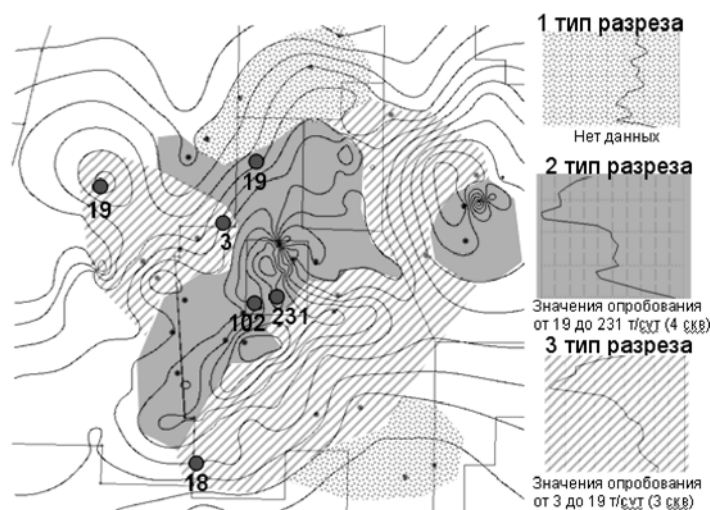 1 тип разреза
Нет данных
2 тип разреза
Значения опробования
от 19 до 231 т/сут (4 скв)
3 тип разреза
Значения опробования
от 3 до 19 т/сут (3 скв)
19
19
3
102
231
18